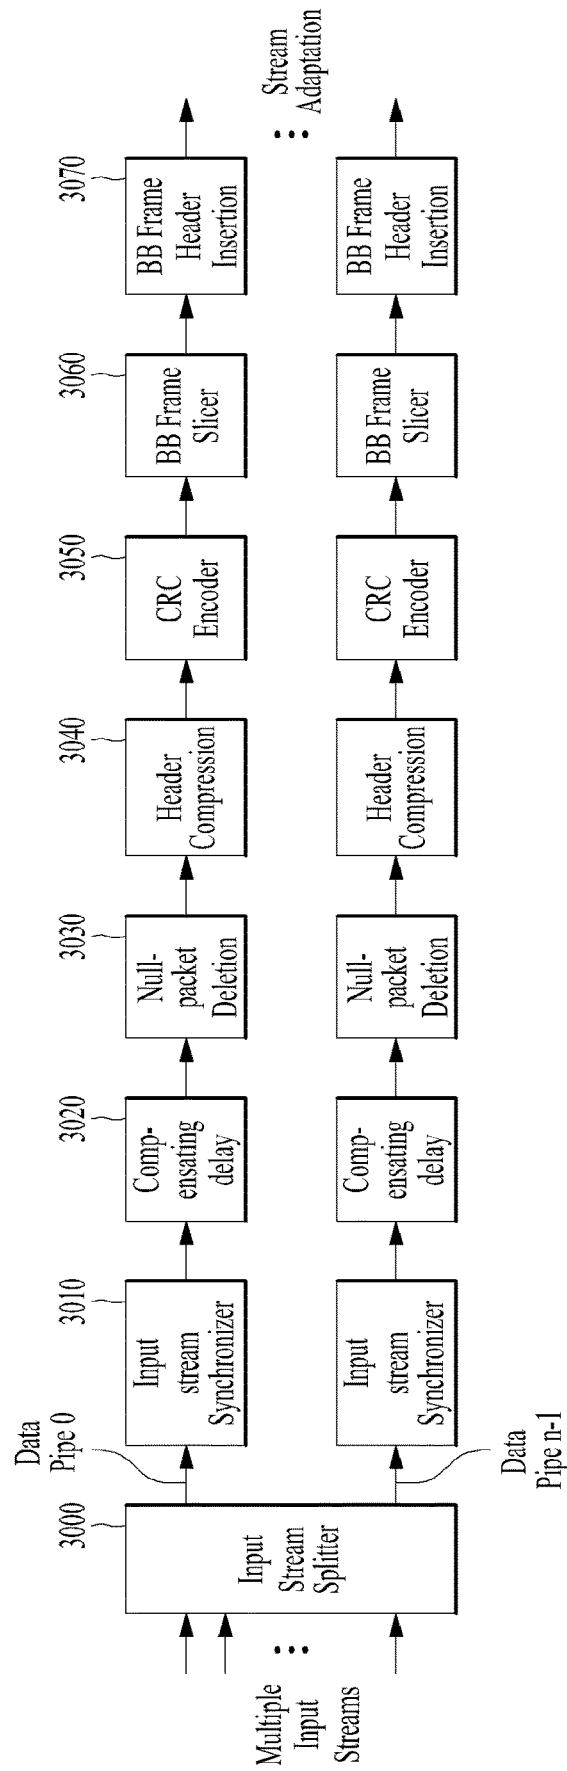 Multiple
Input
Streams
3000
Input
Stream
Splitter
Data
Pipe 0
3010
Input
stream
Synchronizer
3020
Comp-
ensating
delay
3030
Null-
packet
Deletion
3040
Header
Compression
3050
CRC
Encoder
3060
BB Frame
Slicer
3070
BB Frame
Header
Insertion
Data
Pipe n-1
Input
stream
Synchronizer
Comp-
ensating
delay
Null-
packet
Deletion
Header
Compression
CRC
Encoder
BB Frame
Slicer
BB Frame
Header
Insertion
Stream
Adaptation